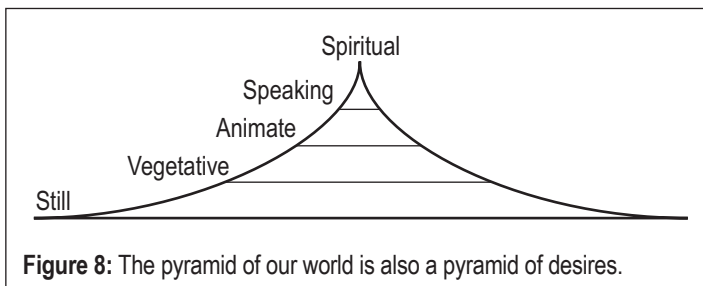 Spiritual
Speaking
Animate
Vegetative
Still
Figure 8: The pyramid of our world is also a pyramid of desires.